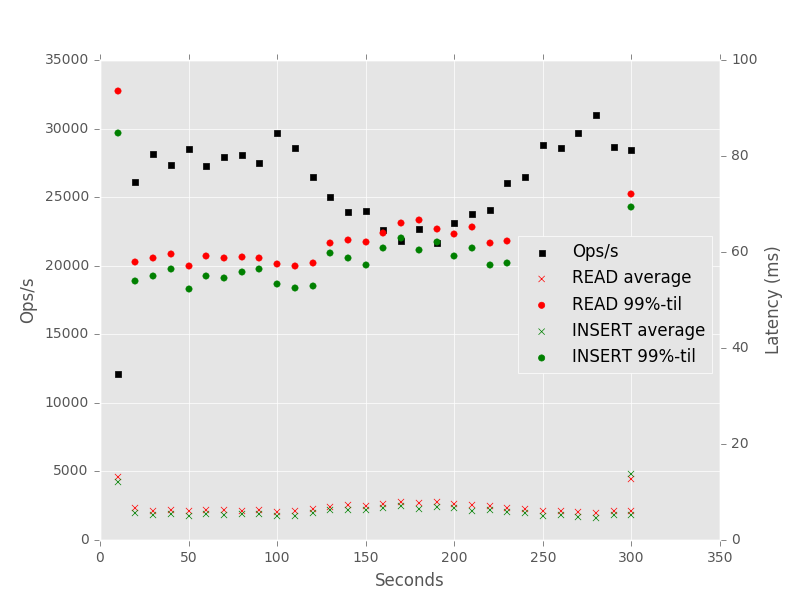 35000
30000
25000
20000
15000
10000
5000
0
Ops/s
100
80
60
40
20
0
Latency (ms)
Ops/s
READ average
READ 99%-til
INSERT average
INSERT 99%-til
0 50 100 150 200 250 300 350
Seconds